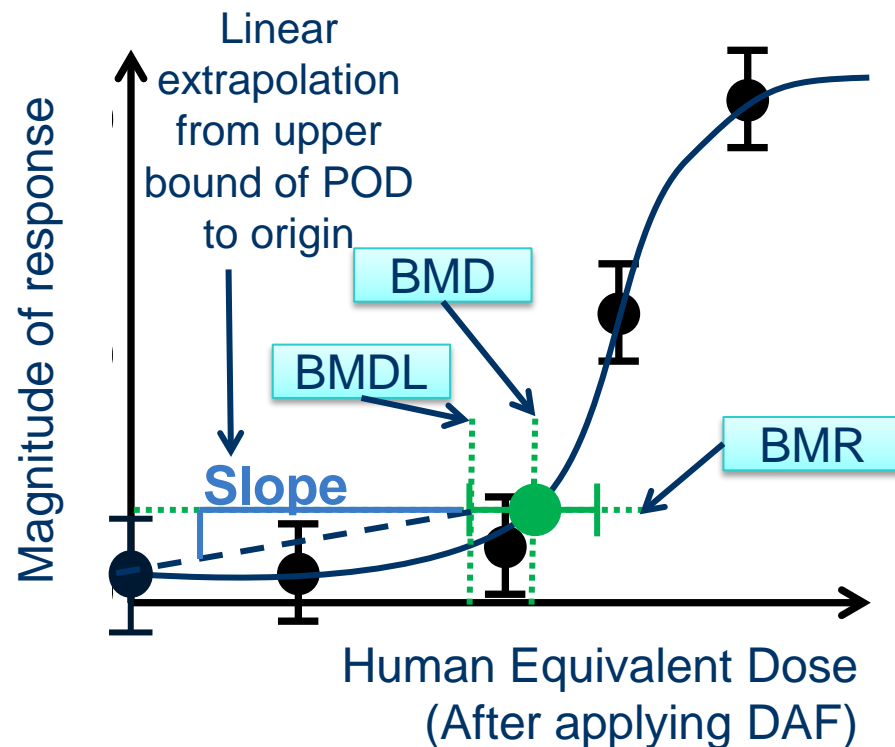 Linear
extrapolation
from upper
bound of POD
to origin
Magnitude of response
BMD
BMDL
BMR
Slope
Human Equivalent Dose
(After applying DAF)